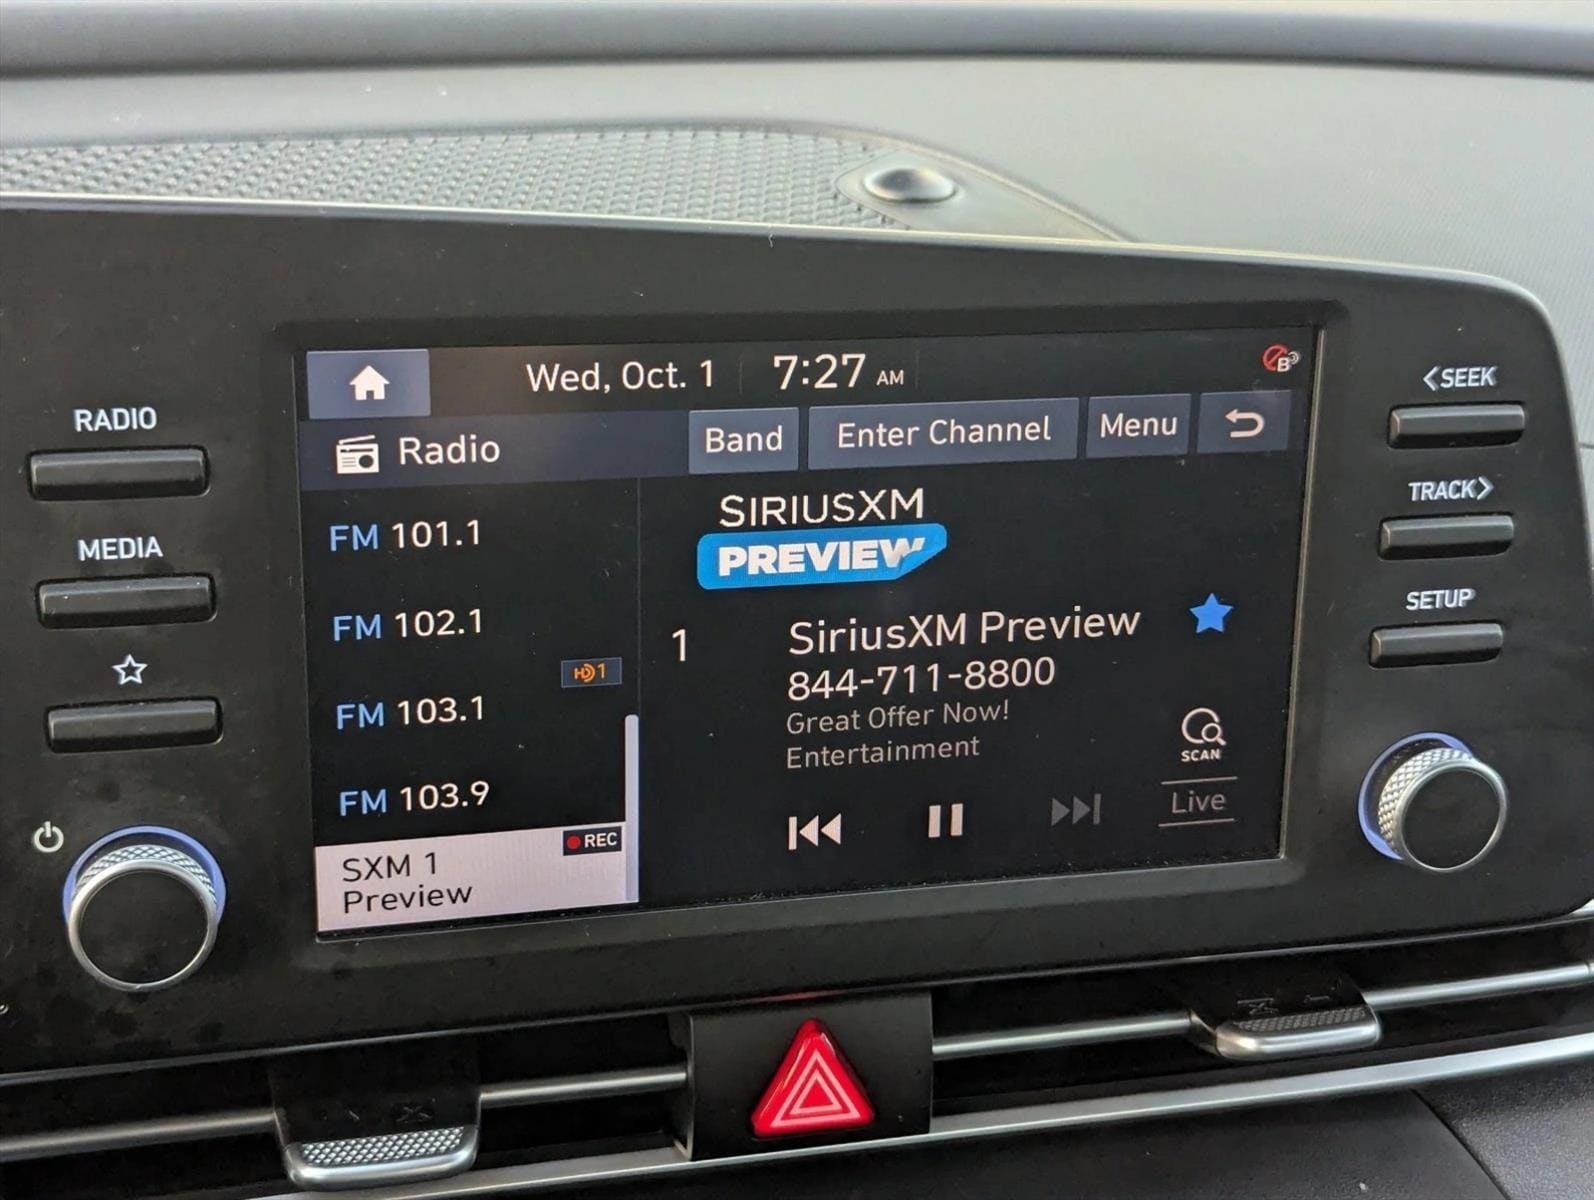 Wed, Oct. 1 7:27 AM
B
RADIO
MEDIA
Radio
Band
Enter Channel
Menu
FM 101.1
FM 102.1
HD 1
FM 103.1
FM 103.9
REC
SXM 1
Preview
SIRIUSXM
PREVIEW
1
SiriusXM Preview
844-711-8800
Great Offer Now!
Entertainment
SCAN
Live
<SEEK
TRACK>
SETUP